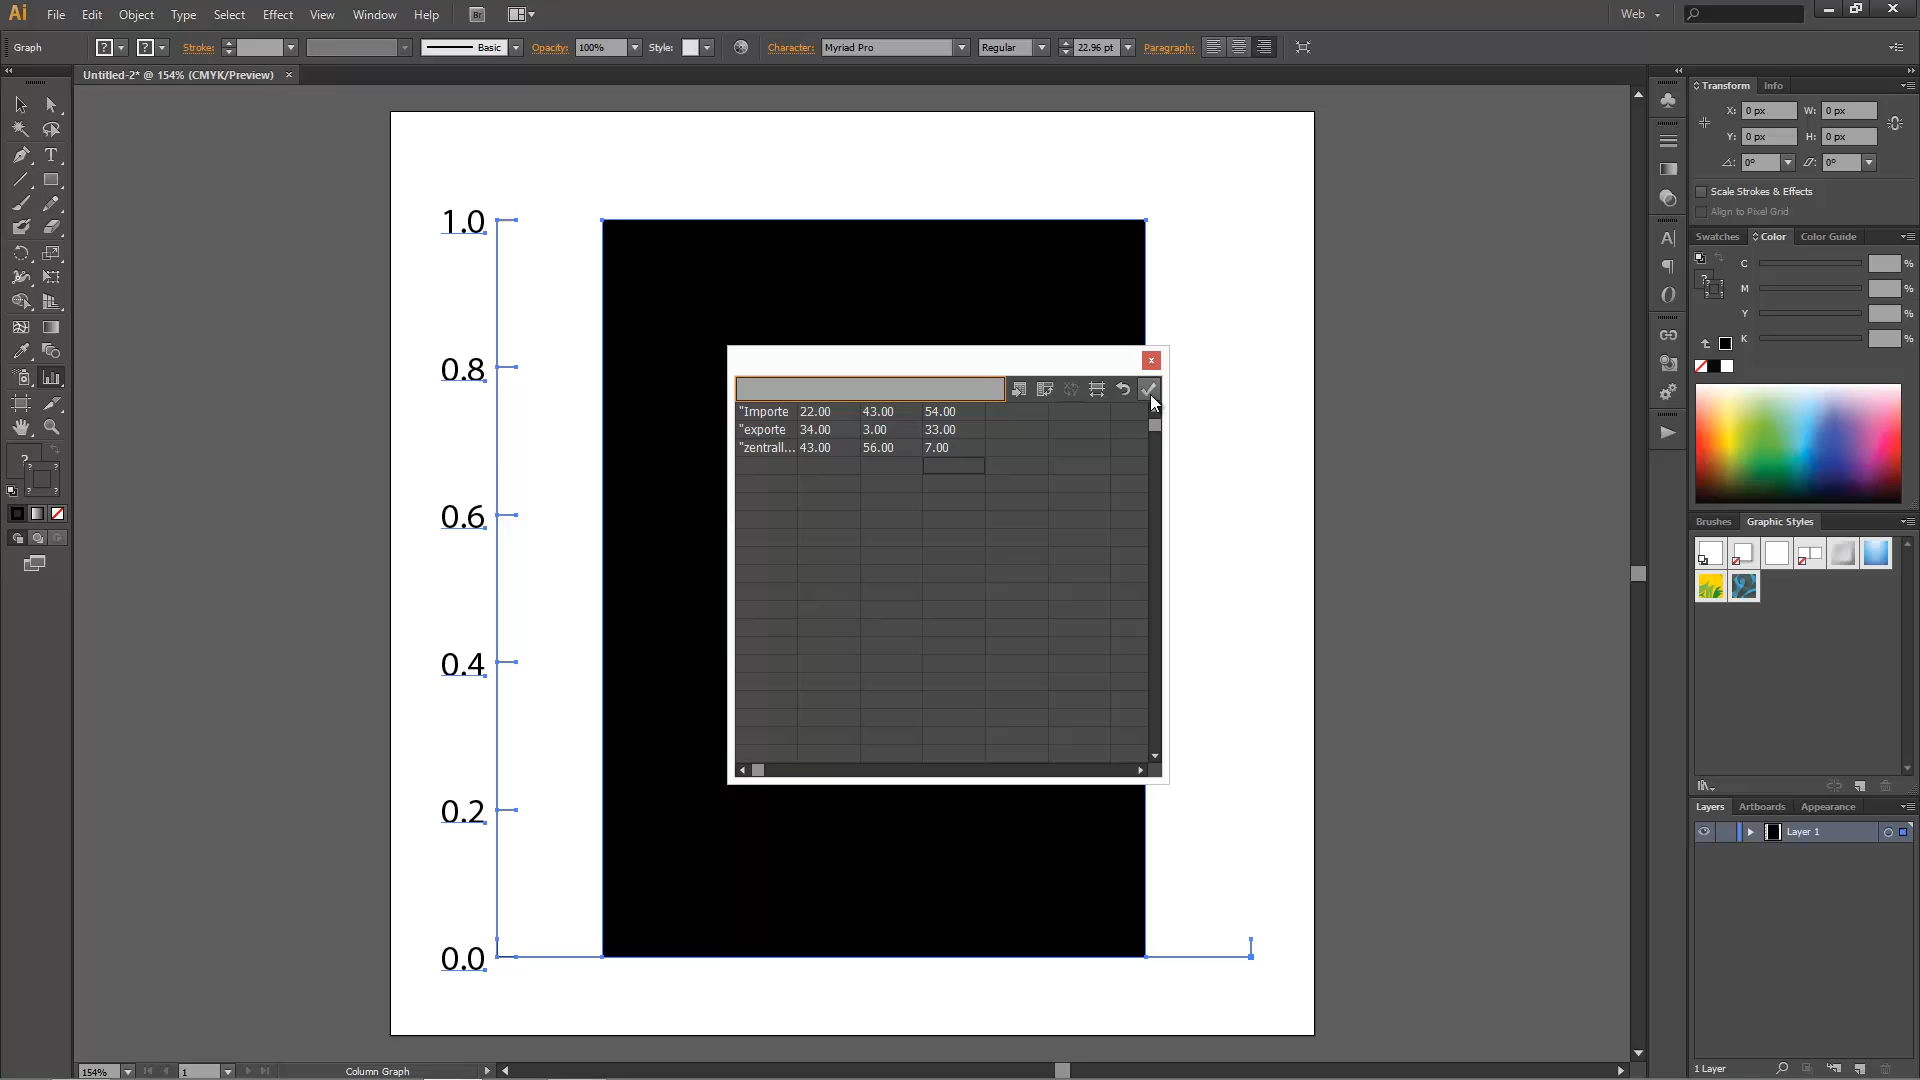 Ai File Edit Object Type Select Effect View Window Help Br Web
Graph ? ? Stroke: Basic Opacity: 100% Style: Character: Myriad Pro Regular 22.96 pt Paragraph:
Untitled-2* @ 154% (CMYK/Preview) ×
Transform Info
X: 0 px W: 0 px
Y: 0 px H: 0 px
0° 0°
Scale Strokes & Effects
Align to Pixel Grid
Swatches Color Color Guide
C %
M %
Y %
K %
1.0
0.8
0.6
0.4
0.2
0.0
"Importe 22.00 43.00 54.00
"exporte 34.00 3.00 33.00
"zentrall... 43.00 56.00 7.00
Brushes Graphic Styles
Layers Artboards Appearance
Layer 1
1 Layer
154% 1 Column Graph